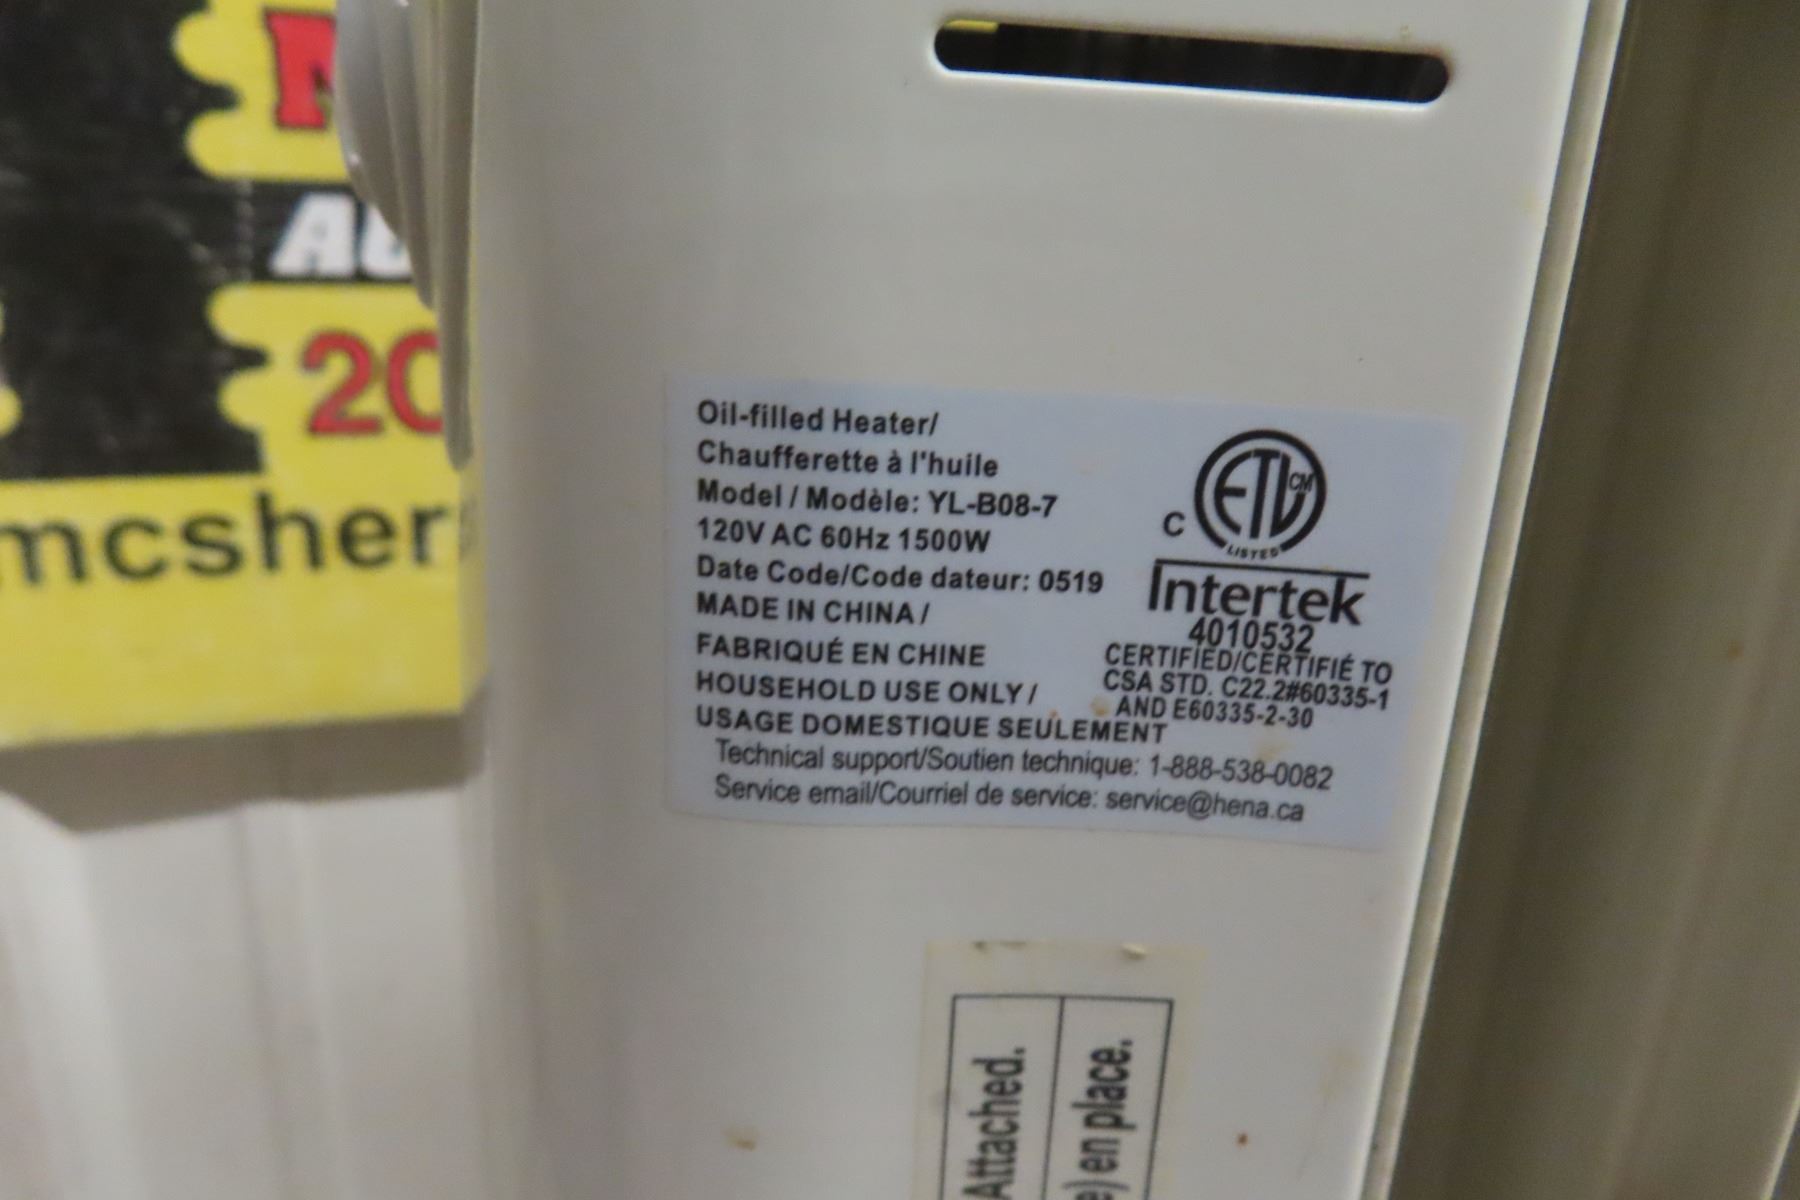 20
mcsher
Oil-filled Heater/
Chaufferette à l'huile
Model / Modèle: YL-B08-7
120V AC 60Hz 1500W
Date Code/Code dateur: 0519
MADE IN CHINA /
FABRIQUÉ EN CHINE
HOUSEHOLD USE ONLY /
USAGE DOMESTIQUE SEULEMENT
Technical support/Soutien technique: 1-888-538-0082
Service email/Courriel de service: service@hena.ca
C ETL CM
LISTED
Intertek
4010532
CERTIFIED/CERTIFIÉ TO
CSA STD. C22.2#60335-1
AND E60335-2-30
Attached.
e) en place.